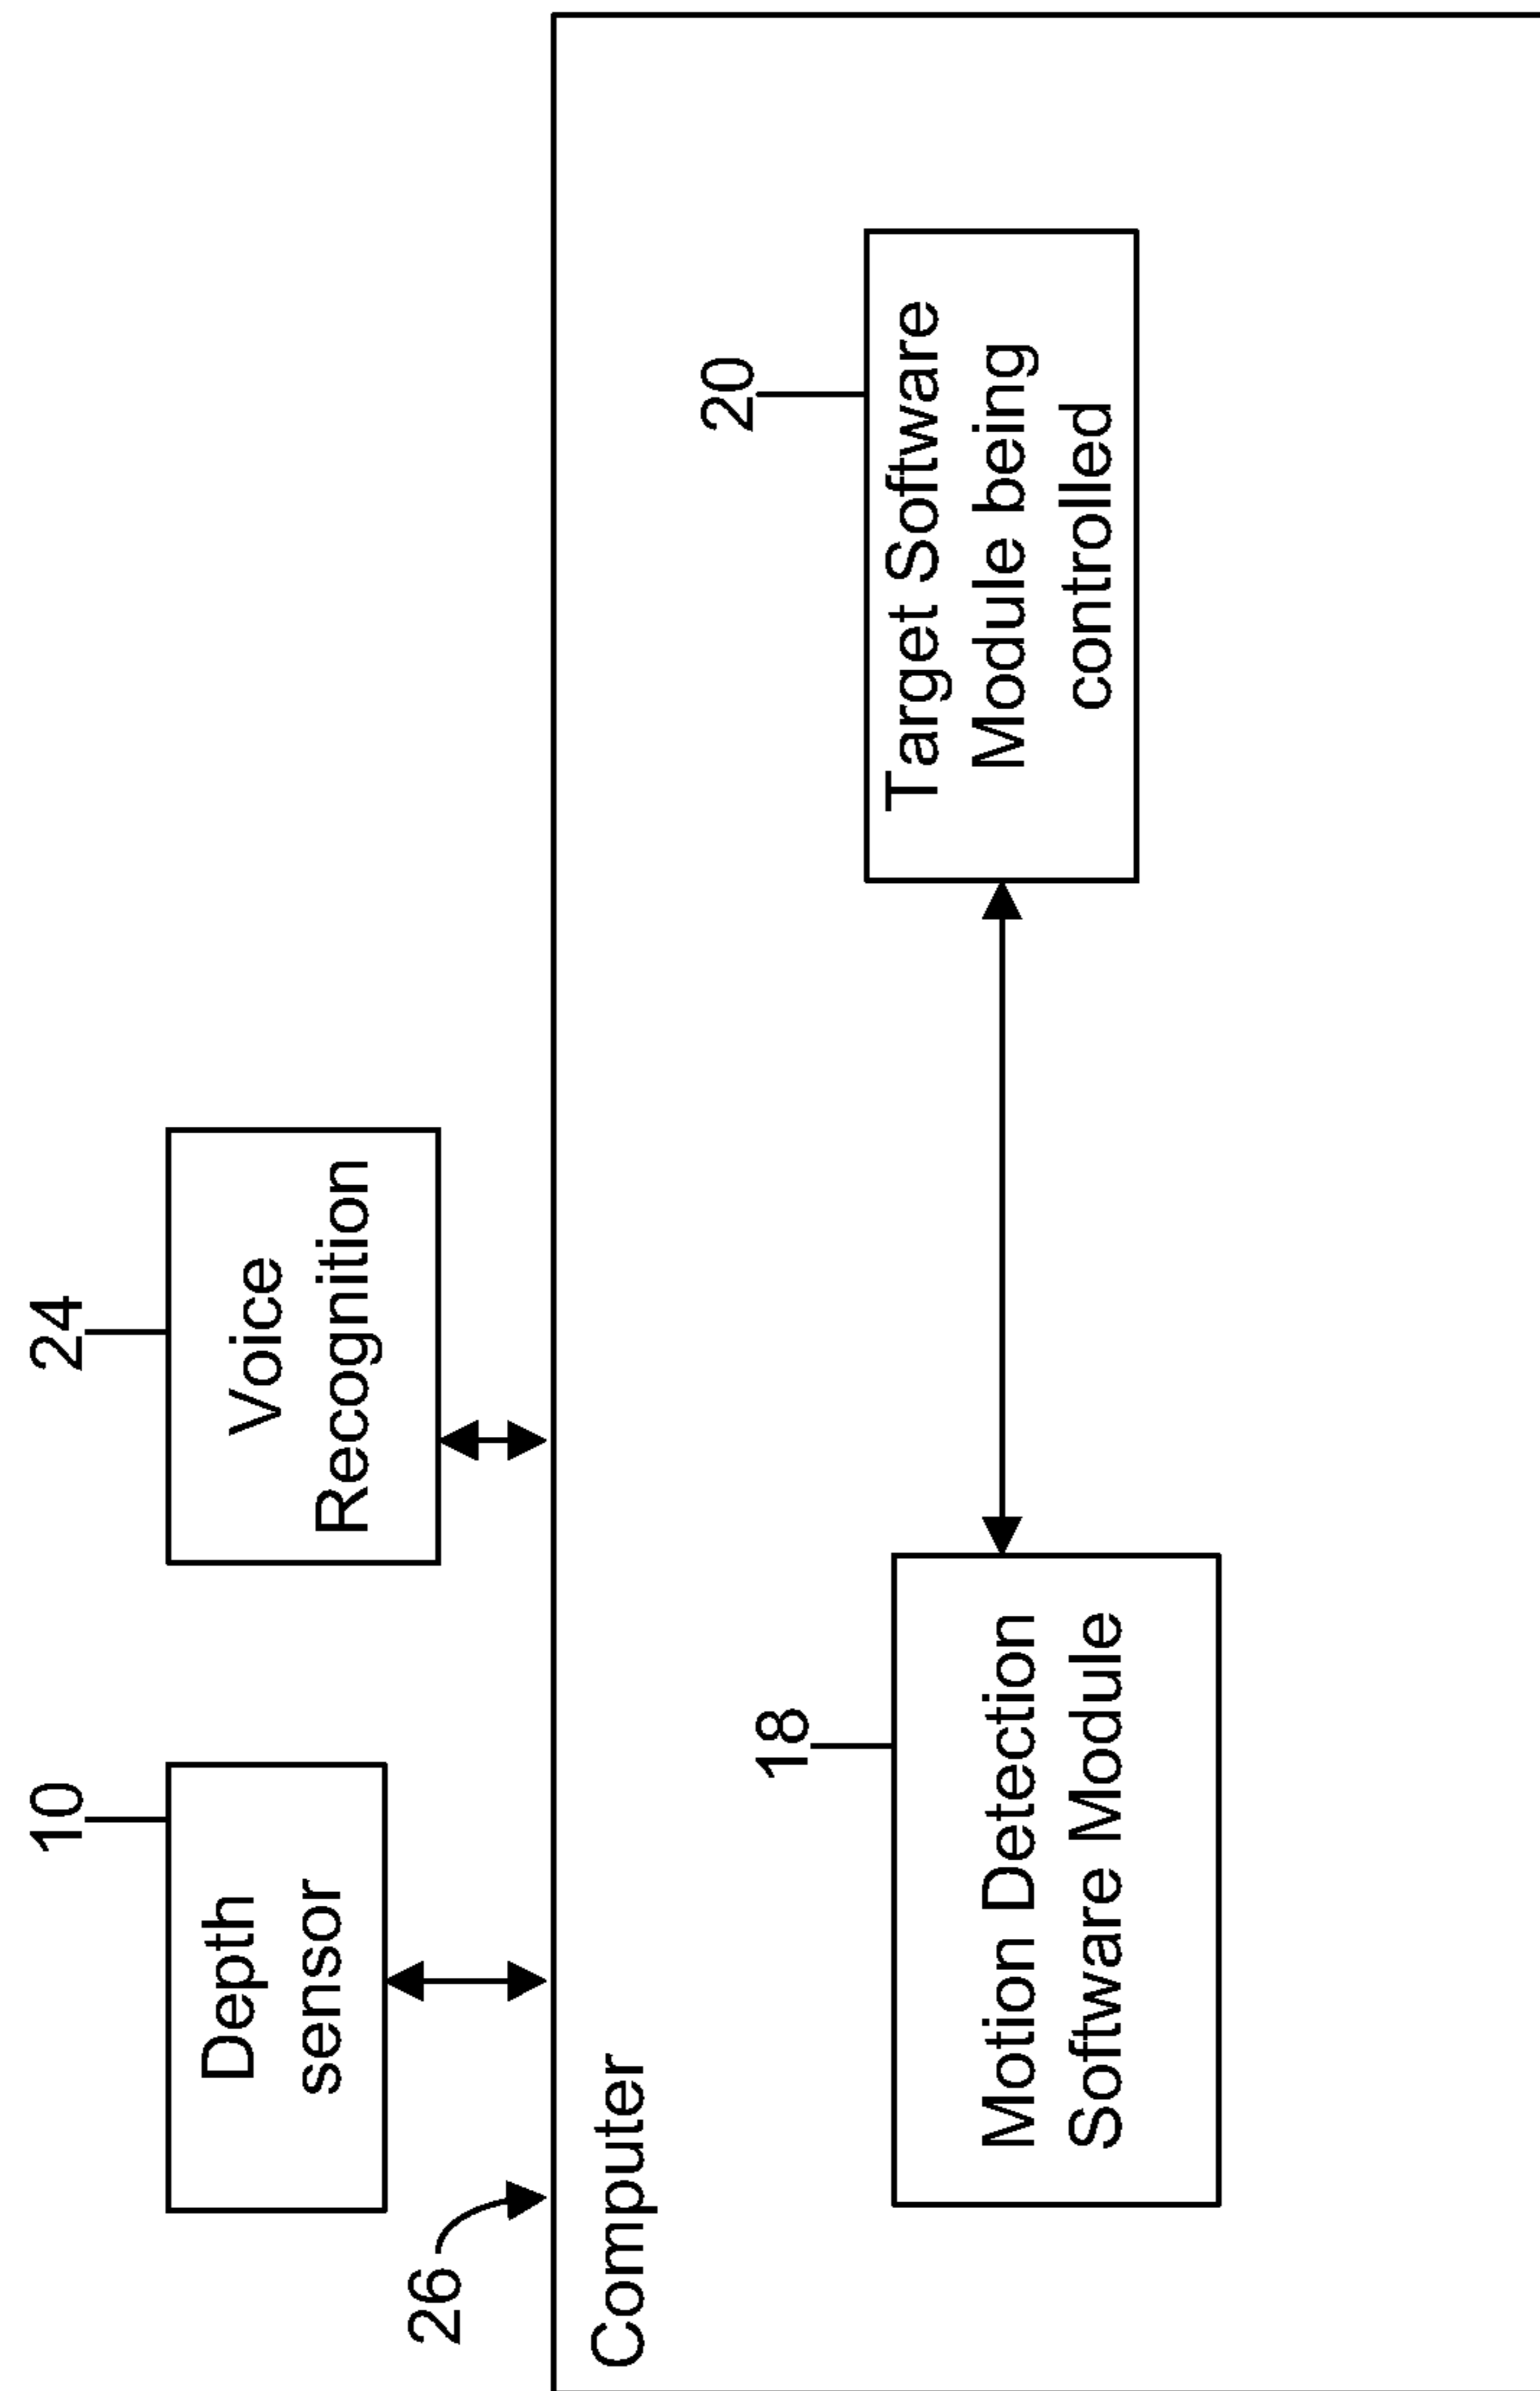 10
Depth
sensor
24
Voice
Recognition
26
Computer
18
Motion Detection
Software Module
20
Target Software
Module being
controlled